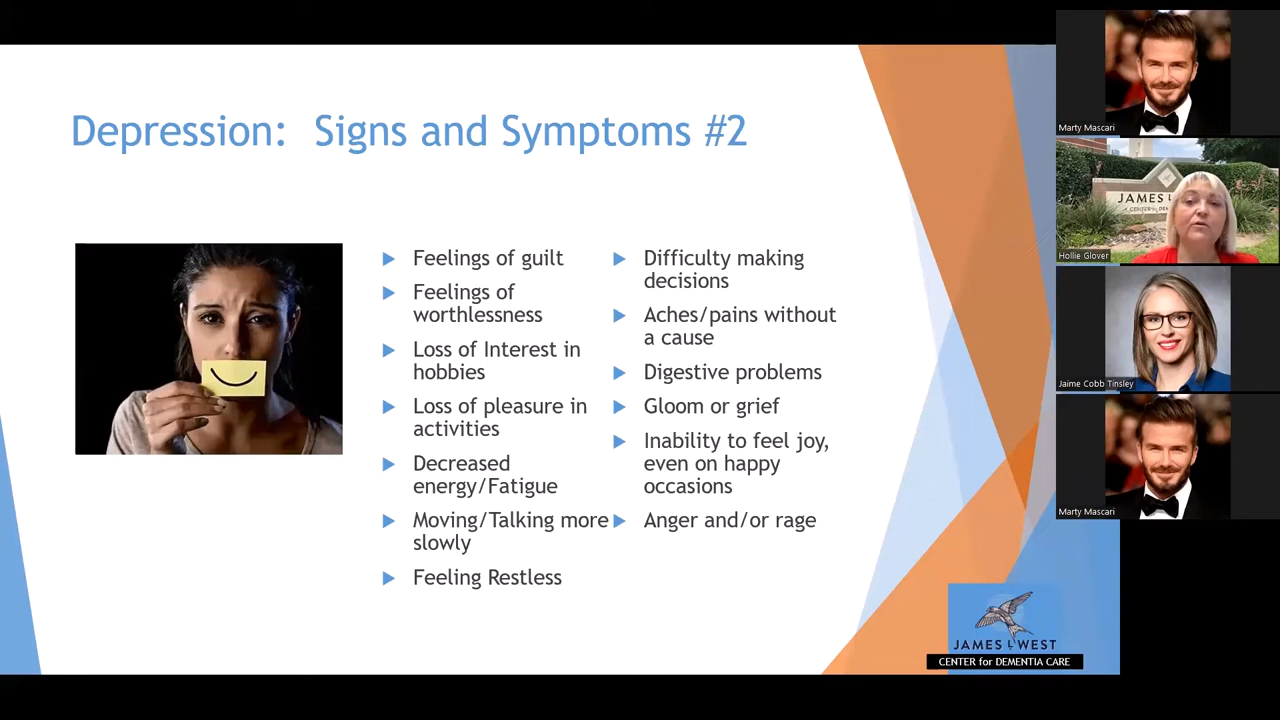 Depression: Signs and Symptoms #2
Feelings of guilt
Feelings of
worthlessness
Loss of Interest in
hobbies
Loss of pleasure in
activities
Decreased
energy/Fatigue
Moving/Talking more
slowly
Feeling Restless
Difficulty making
decisions
Aches/pains without
a cause
Digestive problems
Gloom or grief
Inability to feel joy,
even on happy
occasions
Anger and/or rage
JAMES L WEST
CENTER for DEMENTIA CARE
Marty Mascari
JAMES L
CENTER
Hollie Glover
Jaime Cobb Tinsley
Marty Mascari